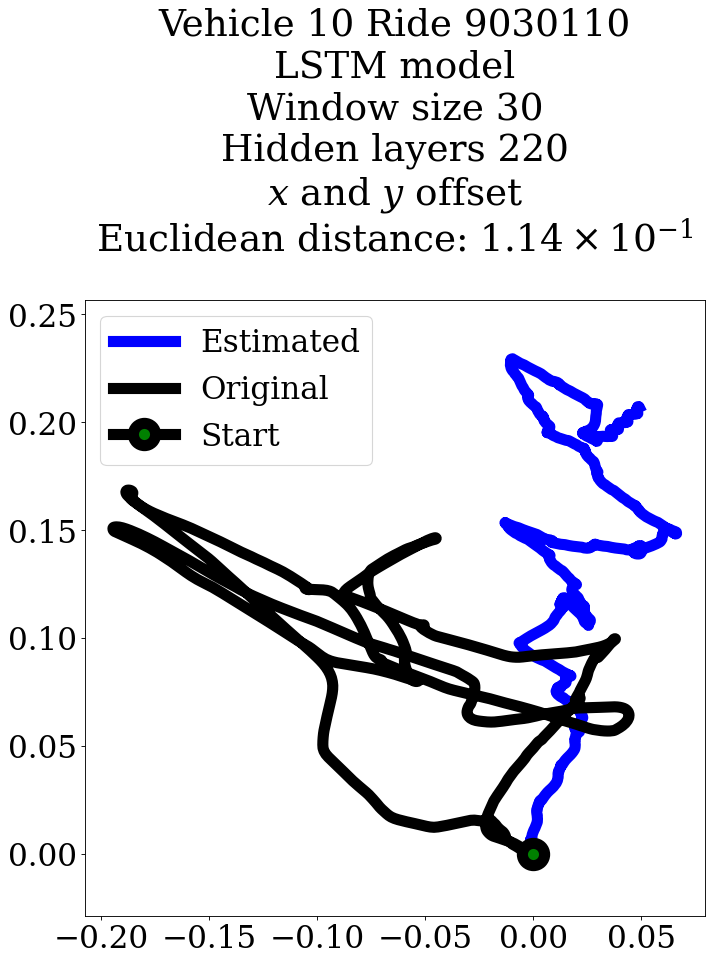 Vehicle 10 Ride 9030110
LSTM model
Window size 30
Hidden layers 220
x and y offset
Euclidean distance: 1.14 × 10⁻¹
0.25
0.20
0.15
0.10
0.05
0.00
Estimated
Original
Start
−0.20 −0.15 −0.10 −0.05 0.00 0.05